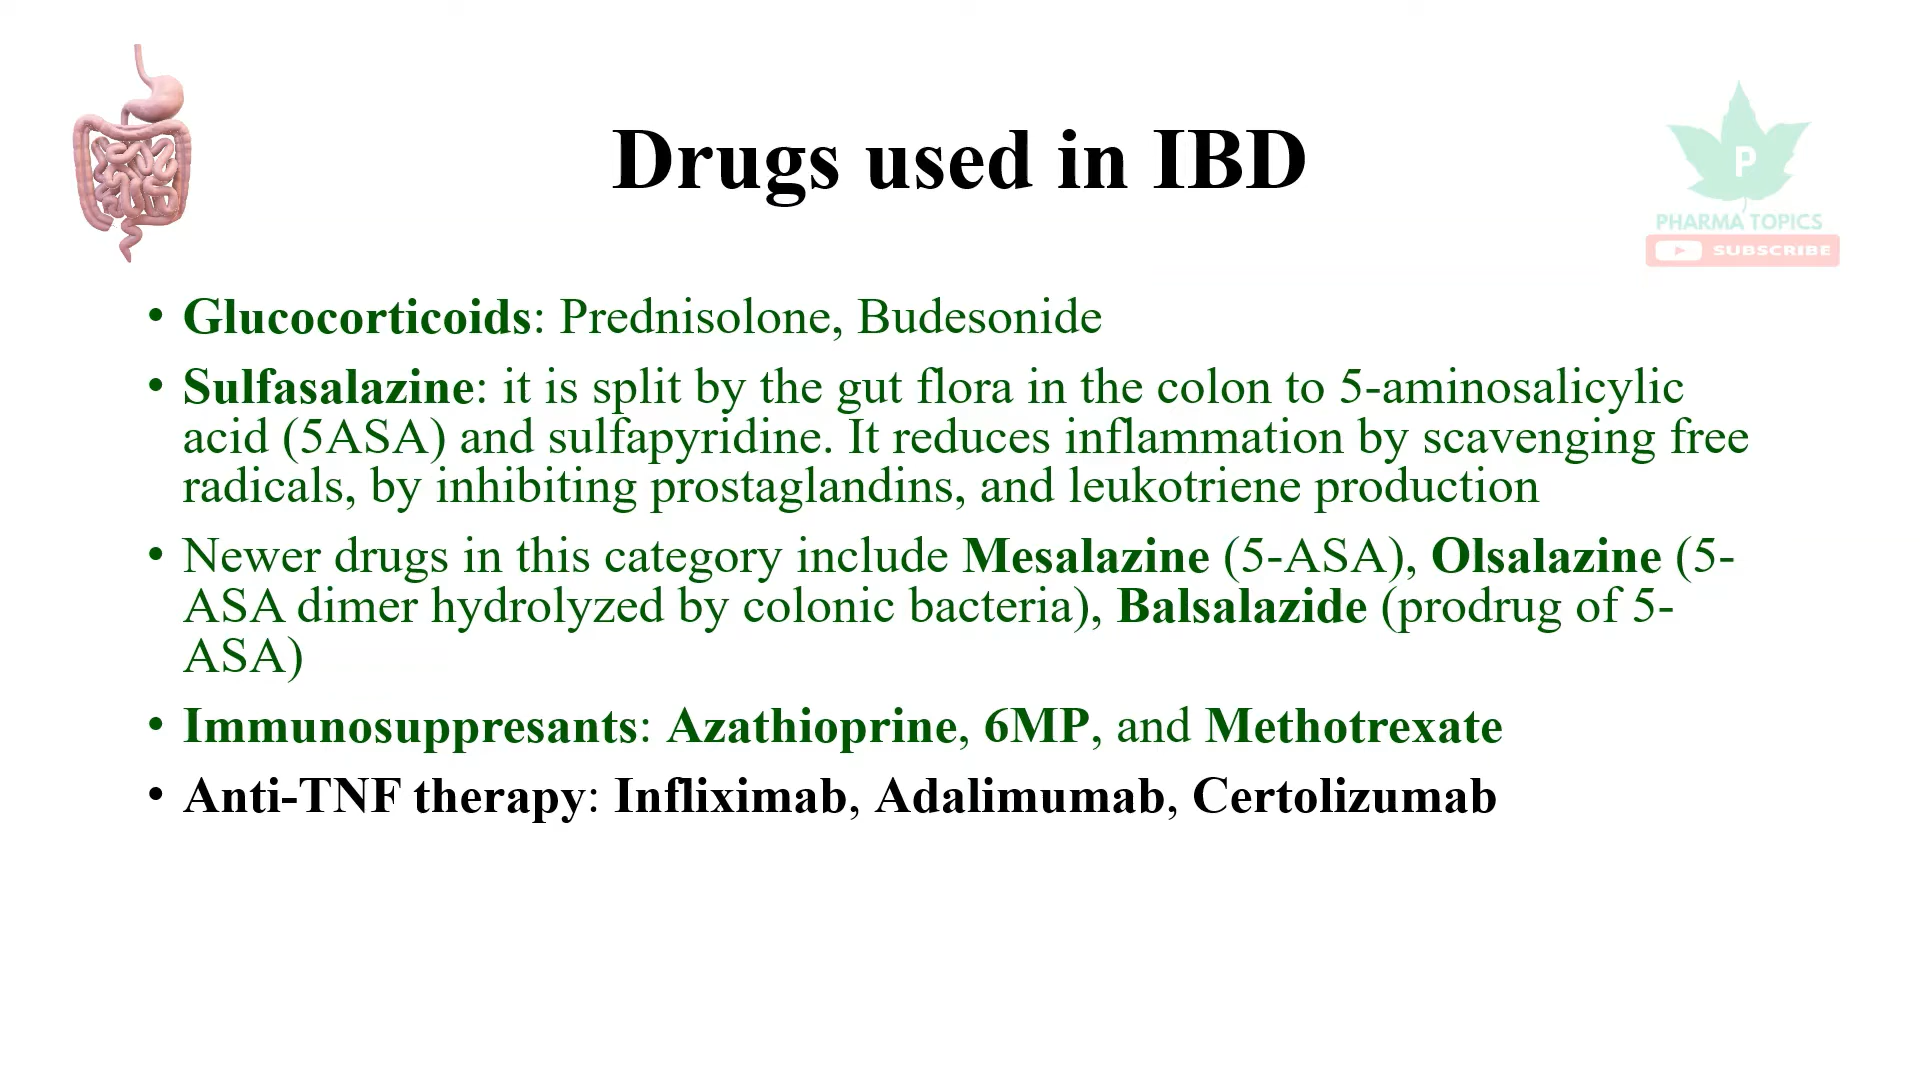 Drugs used in IBD
P
PHARMA TOPICS
SUBSCRIBE
• Glucocorticoids: Prednisolone, Budesonide
• Sulfasalazine: it is split by the gut flora in the colon to 5-aminosalicylic
acid (5ASA) and sulfapyridine. It reduces inflammation by scavenging free
radicals, by inhibiting prostaglandins, and leukotriene production
• Newer drugs in this category include Mesalazine (5-ASA), Olsalazine (5-
ASA dimer hydrolyzed by colonic bacteria), Balsalazide (prodrug of 5-
ASA)
• Immunosuppresants: Azathioprine, 6MP, and Methotrexate
• Anti-TNF therapy: Infliximab, Adalimumab, Certolizumab